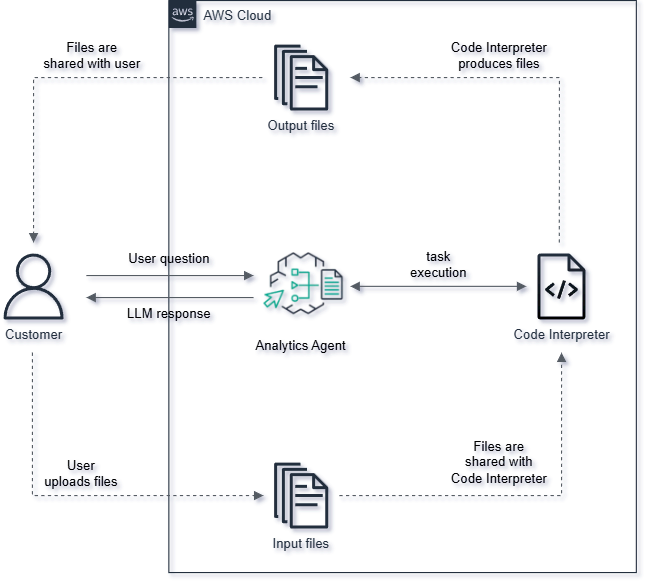 aws
AWS Cloud
Files are
shared with user
Code Interpreter
produces files
Output files
User question
task
execution
LLM response
Customer
Analytics Agent
</>
Code Interpreter
User
uploads files
Files are
shared with
Code Interpreter
Input files